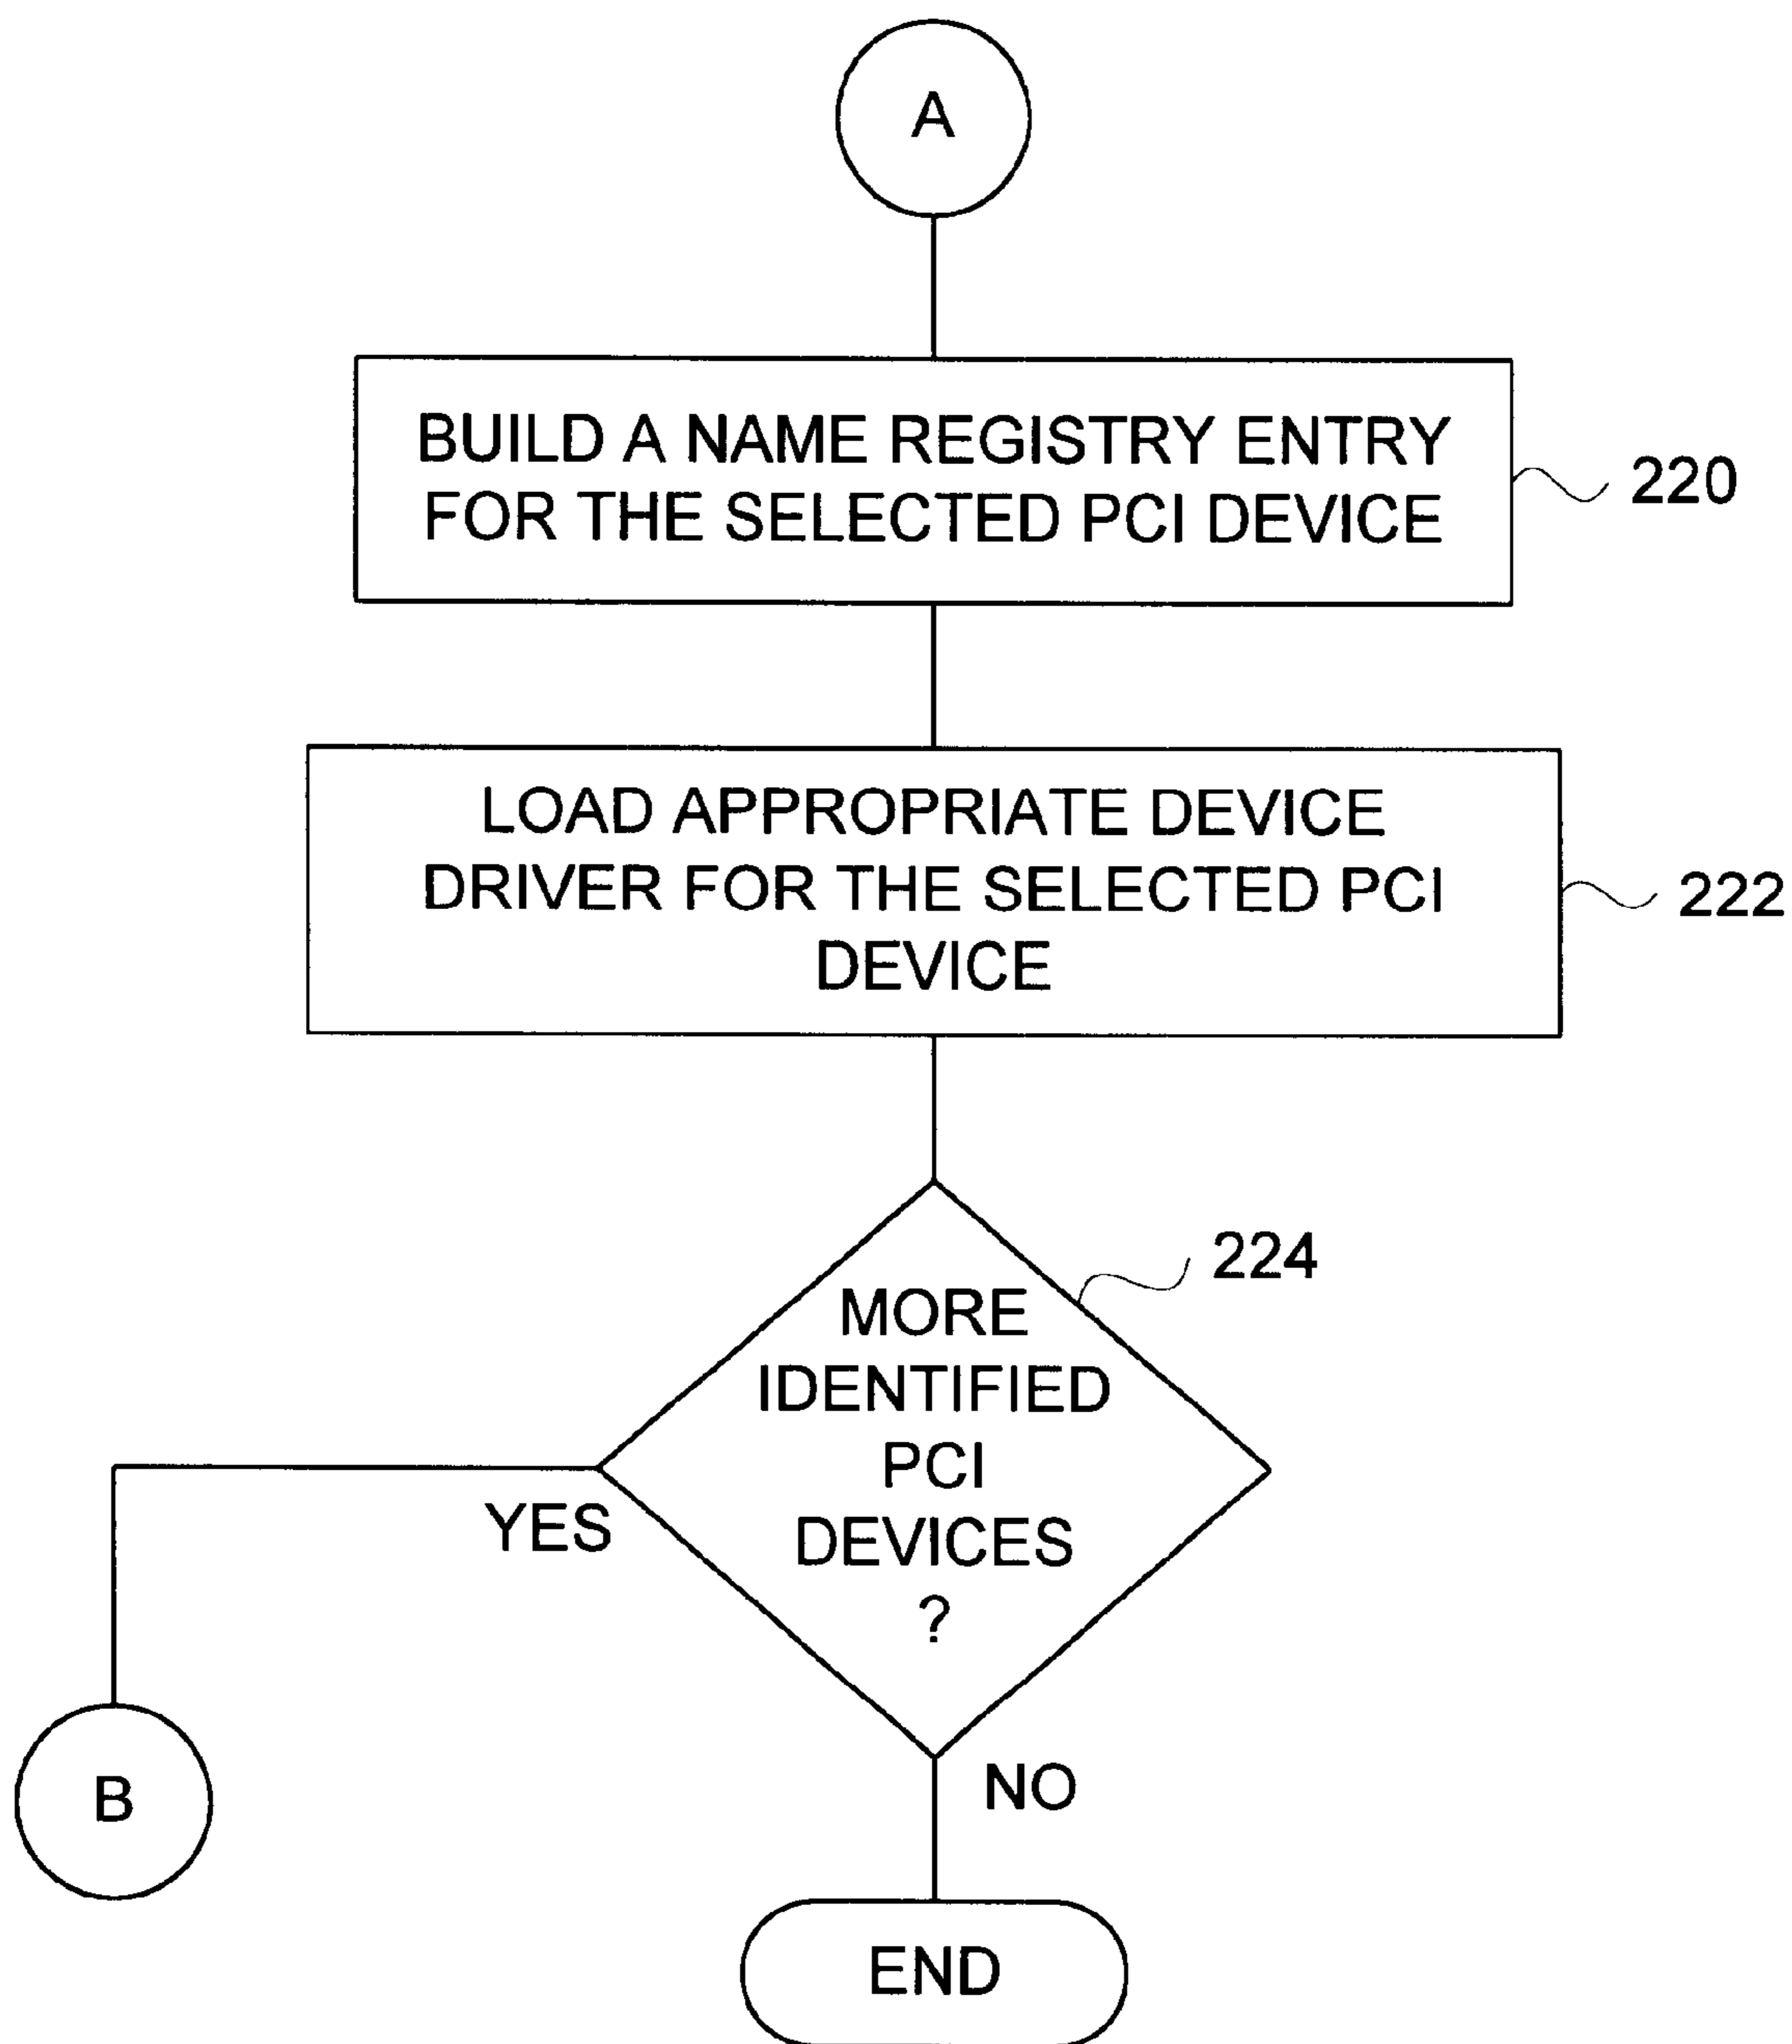 A
BUILD A NAME REGISTRY ENTRY
FOR THE SELECTED PCI DEVICE
220
LOAD APPROPRIATE DEVICE
DRIVER FOR THE SELECTED PCI
DEVICE
222
224
MORE
IDENTIFIED
PCI
DEVICES
?
YES
NO
B
END